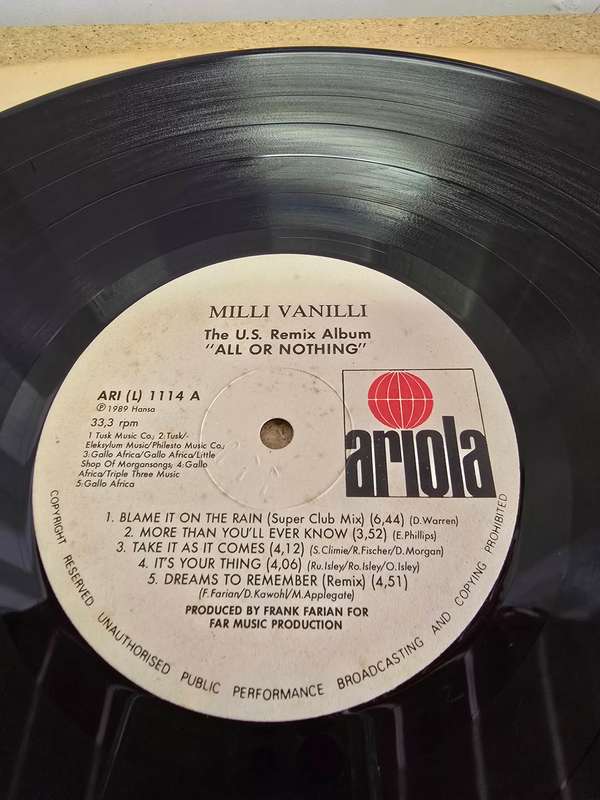 MILLI VANILLI
The U.S. Remix Album
"ALL OR NOTHING"
ARI (L) 1114 A
℗ 1989 Hansa
33,3 rpm
1 Tusk Music Co; 2:Tusk/-
Eleksylum Music/Philesto Music Co;
3:Gallo Africa/Gallo Africa/Little
Shop Of Morgansongs; 4:Gallo
Africa/Triple Three Music
5:Gallo Africa
ariola
1. BLAME IT ON THE RAIN (Super Club Mix) (6,44) (D.Warren)
2. MORE THAN YOU'LL EVER KNOW (3,52) (E.Phillips)
3. TAKE IT AS IT COMES (4,12) (S.Climie/R.Fischer/D.Morgan)
4. IT'S YOUR THING (4,06) (Ru.Isley/Ro.Isley/O.Isley)
5. DREAMS TO REMEMBER (Remix) (4,51)
(F.Farian/D.Kawohl/M.Applegate)
PRODUCED BY FRANK FARIAN FOR
FAR MUSIC PRODUCTION
COPYRIGHT RESERVED UNAUTHORISED PUBLIC PERFORMANCE BROADCASTING AND COPYING PROHIBITED